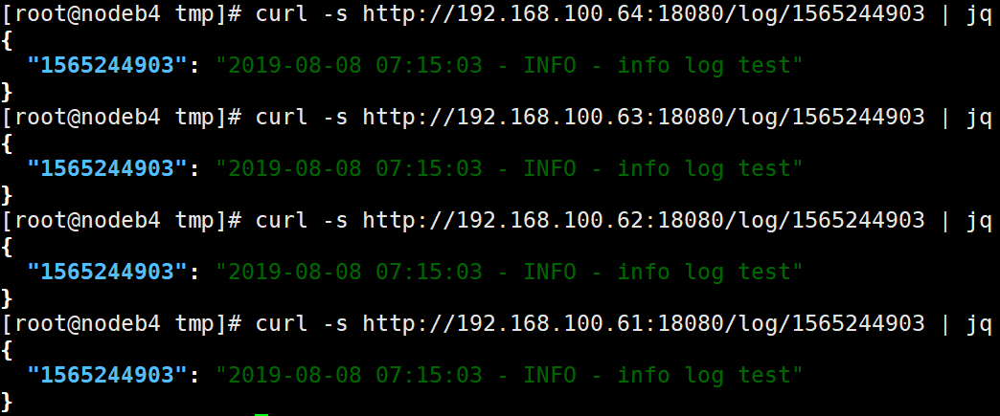 [root@nodeb4 tmp]# curl -s http://192.168.100.64:18080/log/1565244903 | jq
{
  "1565244903": "2019-08-08 07:15:03 - INFO - info log test"
}
[root@nodeb4 tmp]# curl -s http://192.168.100.63:18080/log/1565244903 | jq
{
  "1565244903": "2019-08-08 07:15:03 - INFO - info log test"
}
[root@nodeb4 tmp]# curl -s http://192.168.100.62:18080/log/1565244903 | jq
{
  "1565244903": "2019-08-08 07:15:03 - INFO - info log test"
}
[root@nodeb4 tmp]# curl -s http://192.168.100.61:18080/log/1565244903 | jq
{
  "1565244903": "2019-08-08 07:15:03 - INFO - info log test"
}